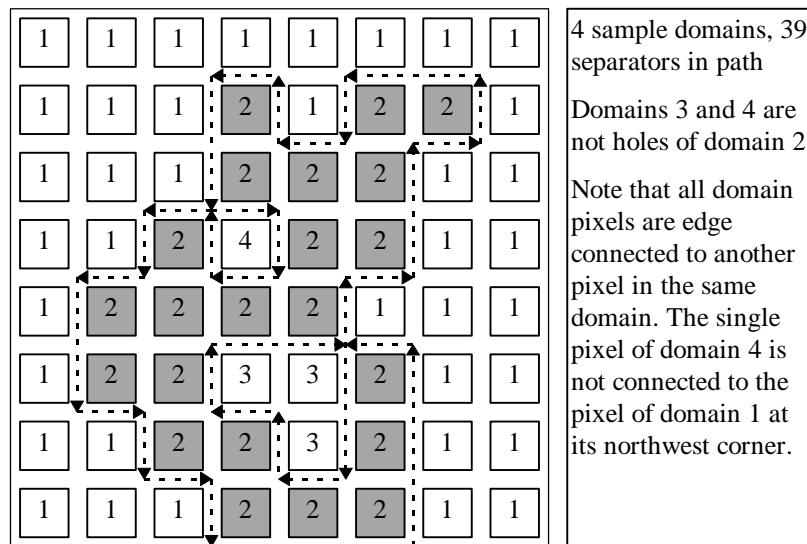 1 1 1 1 1 1 1 1
1 1 1 2 1 2 2 1
1 1 1 2 2 2 1 1
1 1 2 4 2 2 1 1
1 2 2 2 2 1 1 1
1 2 2 3 3 2 1 1
1 1 2 2 3 2 1 1
1 1 1 2 2 2 1 1
4 sample domains, 39
separators in path
Domains 3 and 4 are
not holes of domain 2
Note that all domain
pixels are edge
connected to another
pixel in the same
domain. The single
pixel of domain 4 is
not connected to the
pixel of domain 1 at
its northwest corner.